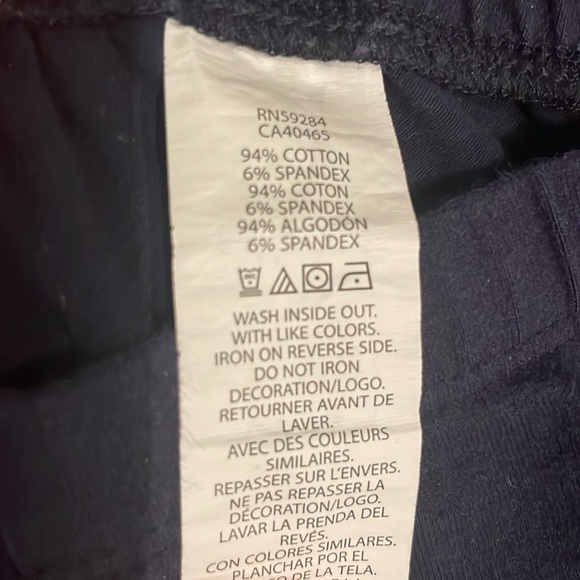 RN59284
CA40465
94% COTTON
6% SPANDEX
94% COTON
6% SPANDEX
94% ALGODÓN
6% SPANDEX
WASH INSIDE OUT.
WITH LIKE COLORS.
IRON ON REVERSE SIDE.
DO NOT IRON
DECORATION/LOGO.
RETOURNER AVANT DE
LAVER.
AVEC DES COULEURS
SIMILAIRES.
REPASSER SUR L'ENVERS.
NE PAS REPASSER LA
DÉCORATION/LOGO.
LAVAR LA PRENDA DEL
REVÉS.
CON COLORES SIMILARES.
PLANCHAR POR EL
DE LA TELA.